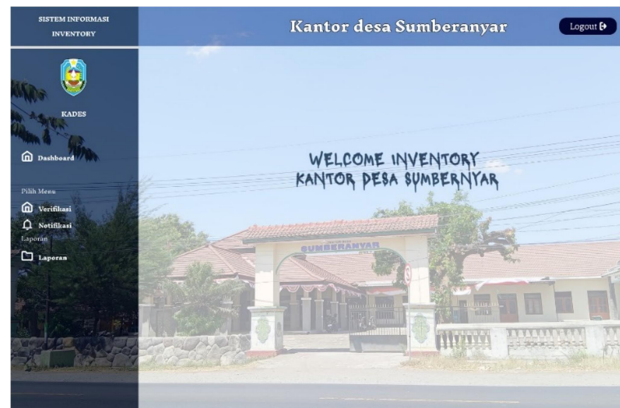 SISTEM INFORMASI
INVENTORY
Kantor desa Sumberanyar
Logout
KADES
Dashboard
WELCOME INVENTORY
KANTOR DESA SUMBERNYAR
Pilih Menu
Verifikasi
Notifikasi
Laporan
Laporan
SUMBERANYAR